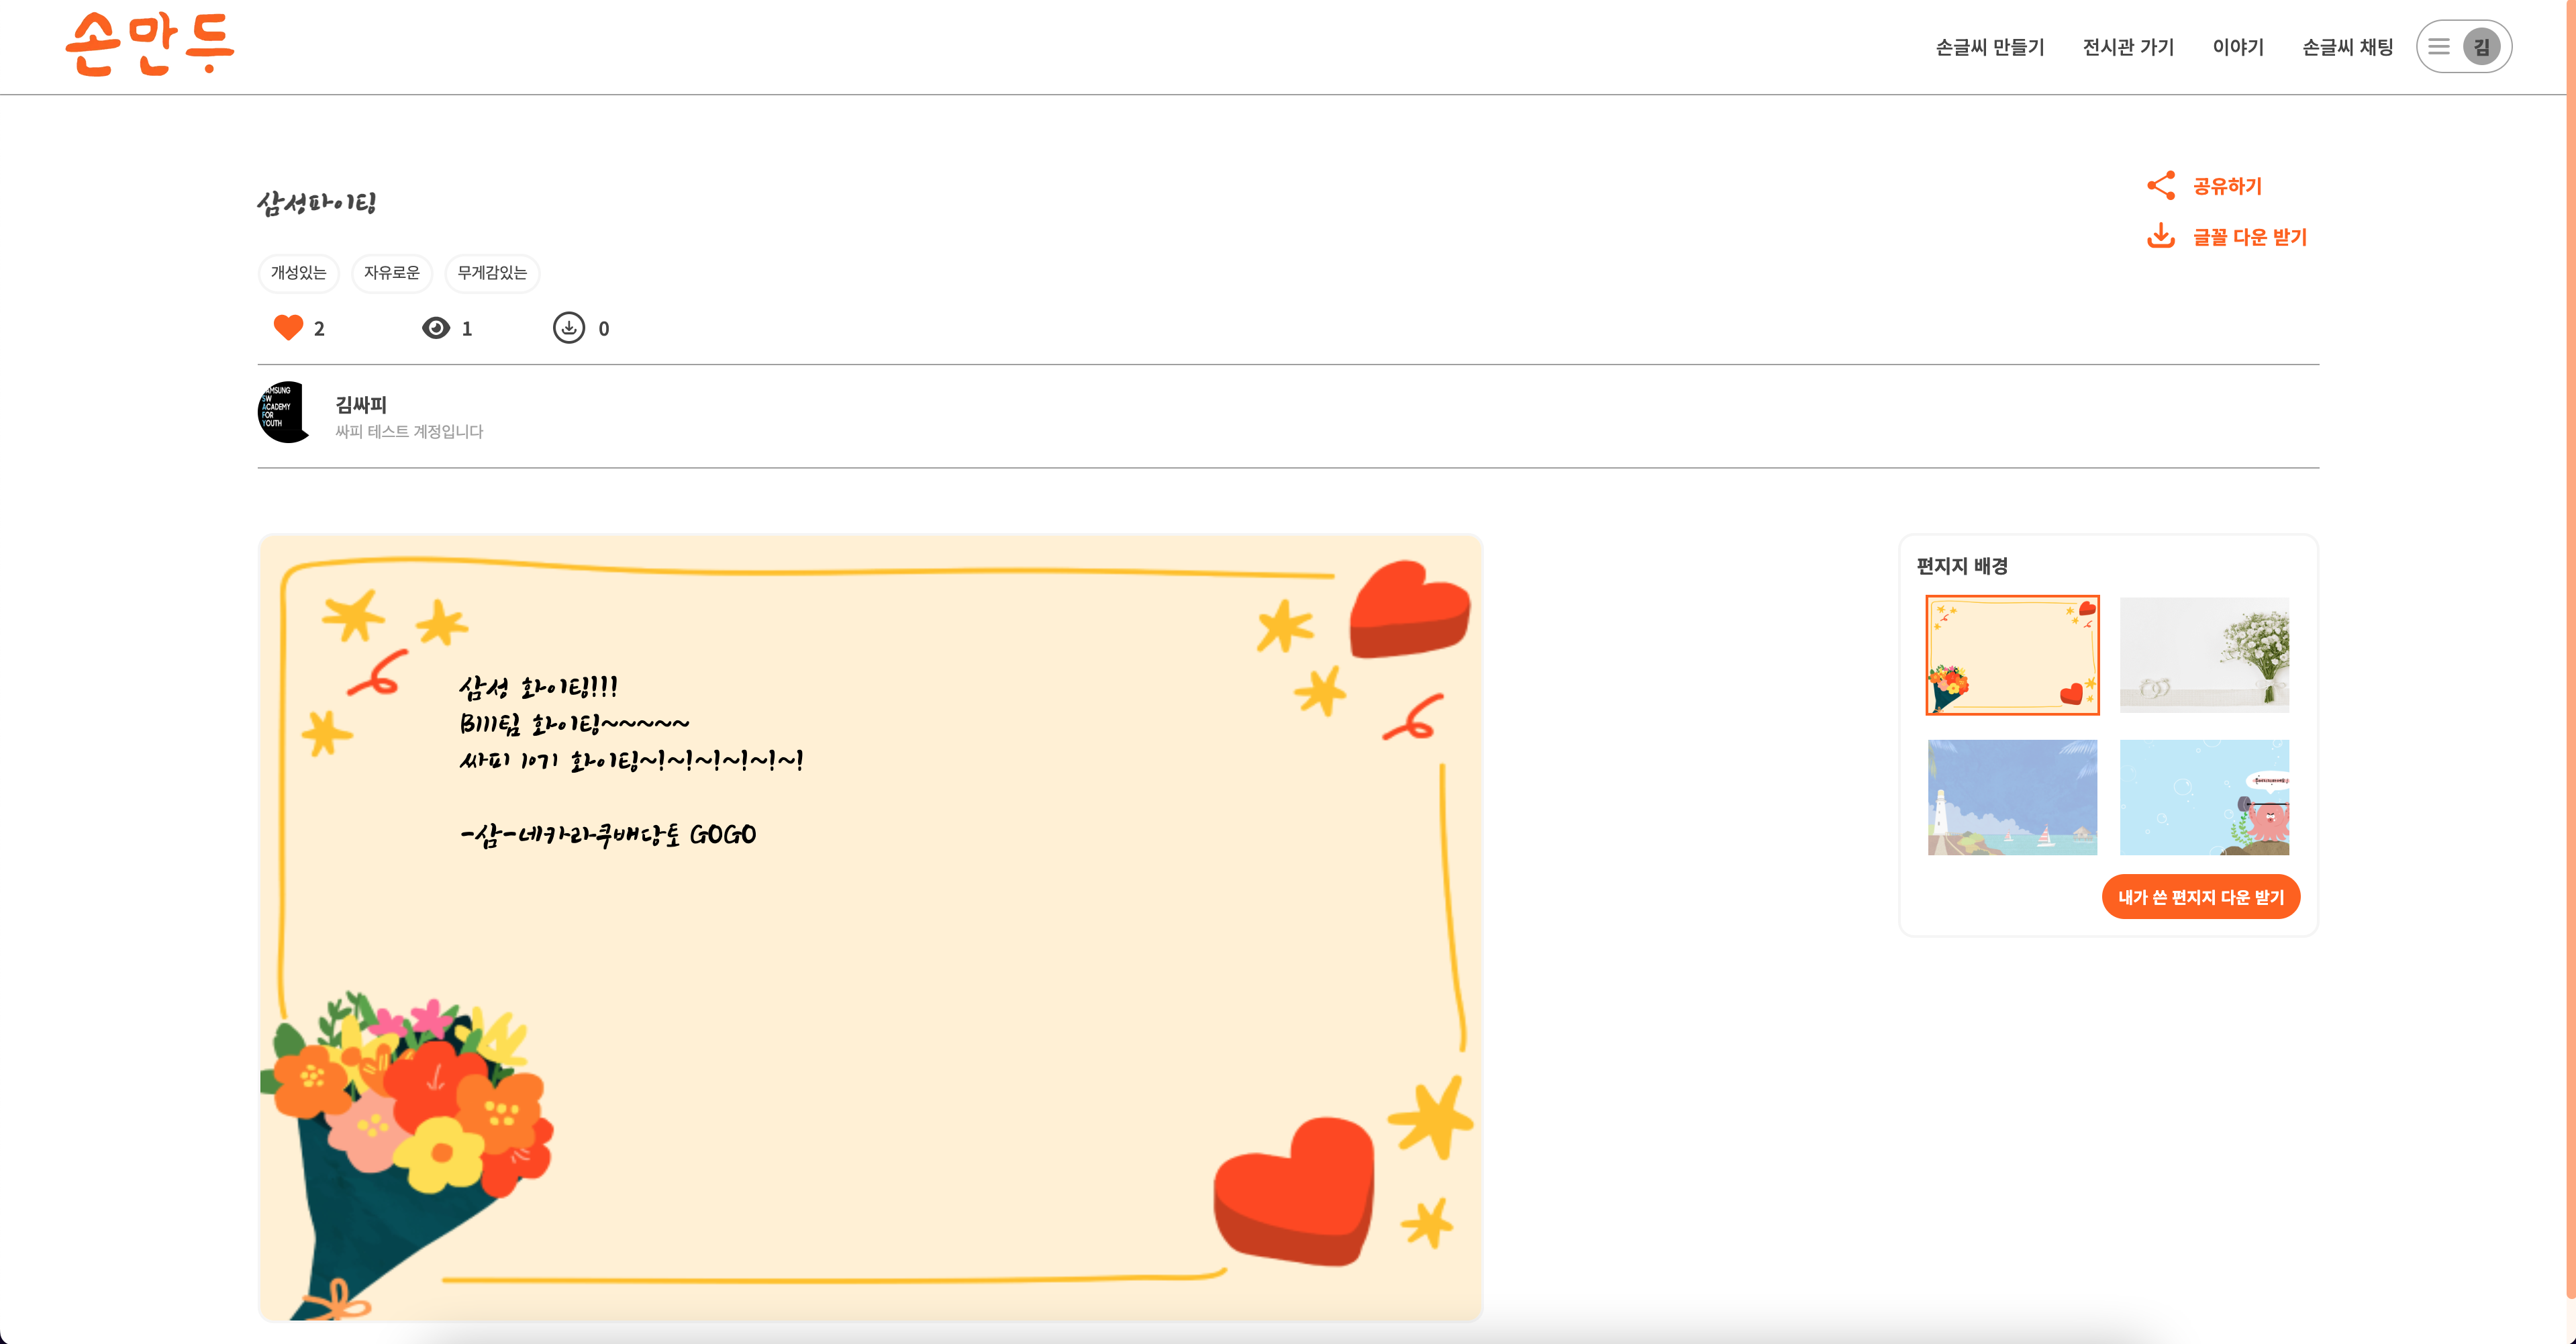 손만두
손글씨 만들기 전시관 가기 이야기 손글씨 채팅 김
삼성파이팅
공유하기
글꼴 다운 받기
개성있는 자유로운 무게감있는
2 1 0
SAMSUNG
SW
ACADEMY
FOR
YOUTH
김싸피
싸피 테스트 계정입니다
삼성 화이팅!!!
B111팀 화이팅~~~~~
싸피 10기 화이팅~!~!~!~!~!~!
-삼-네카라쿠배당토 GOGO
편지지 배경
내가 쓴 편지지 다운 받기